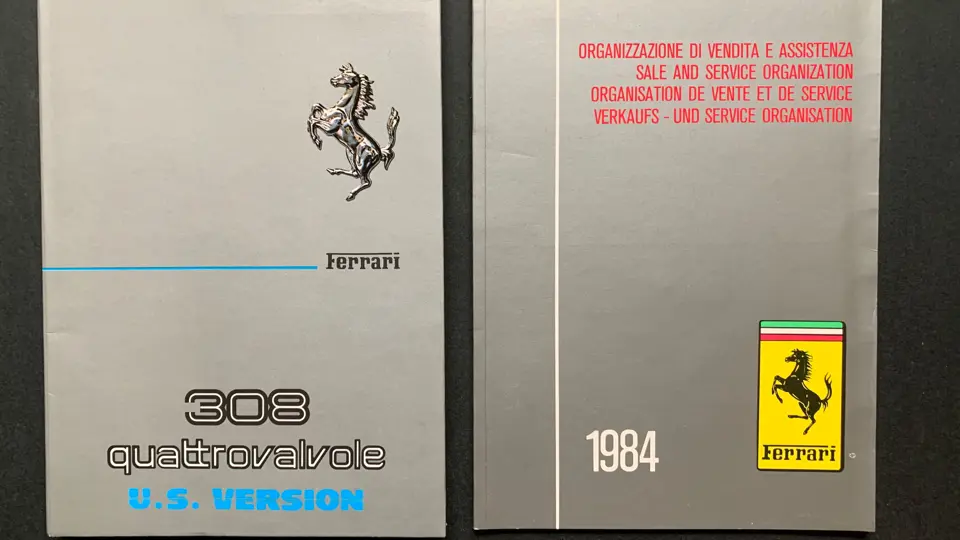 Ferrari
308
quattrovalvole
U.S. VERSION
ORGANIZZAZIONE DI VENDITA E ASSISTENZA
SALE AND SERVICE ORGANIZATION
ORGANISATION DE VENTE ET DE SERVICE
VERKAUFS - UND SERVICE ORGANISATION
1984
Ferrari